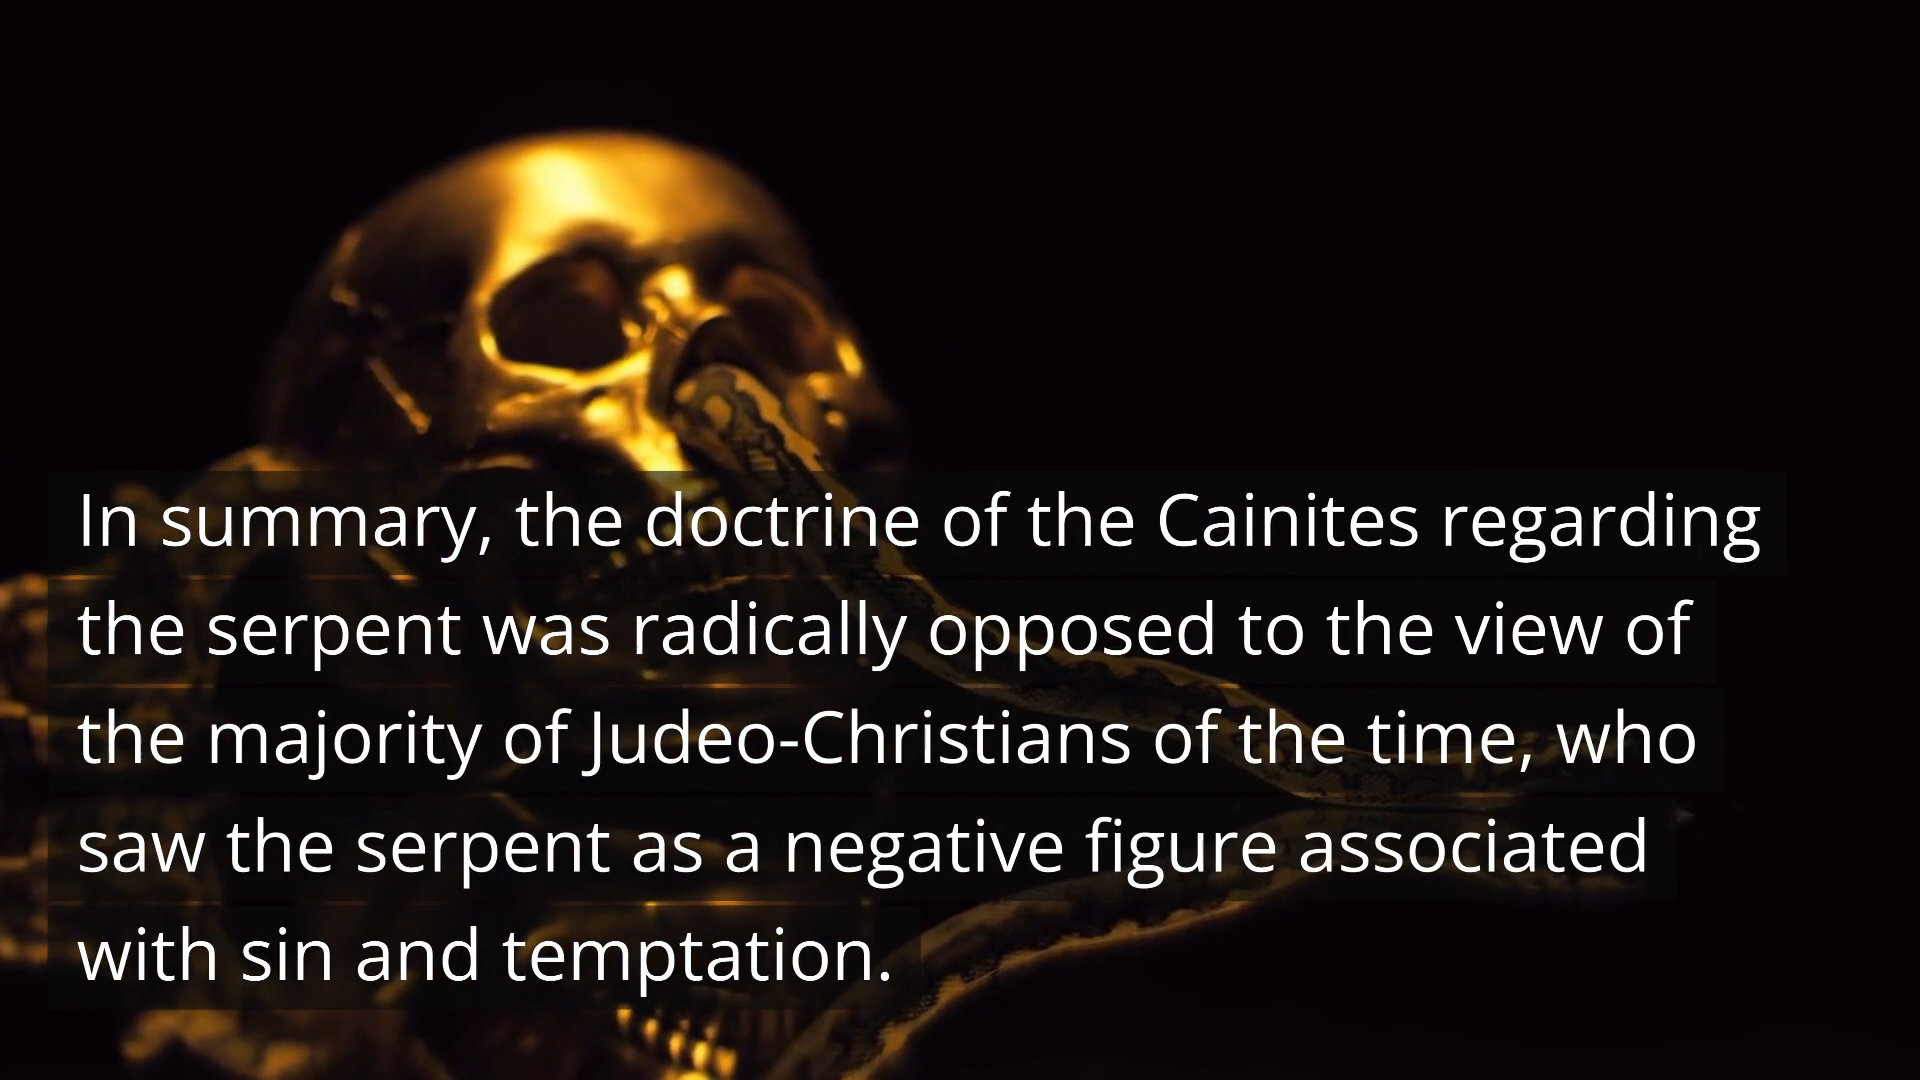 In summary, the doctrine of the Cainites regarding
the serpent was radically opposed to the view of
the majority of Judeo-Christians of the time, who
saw the serpent as a negative figure associated
with sin and temptation.